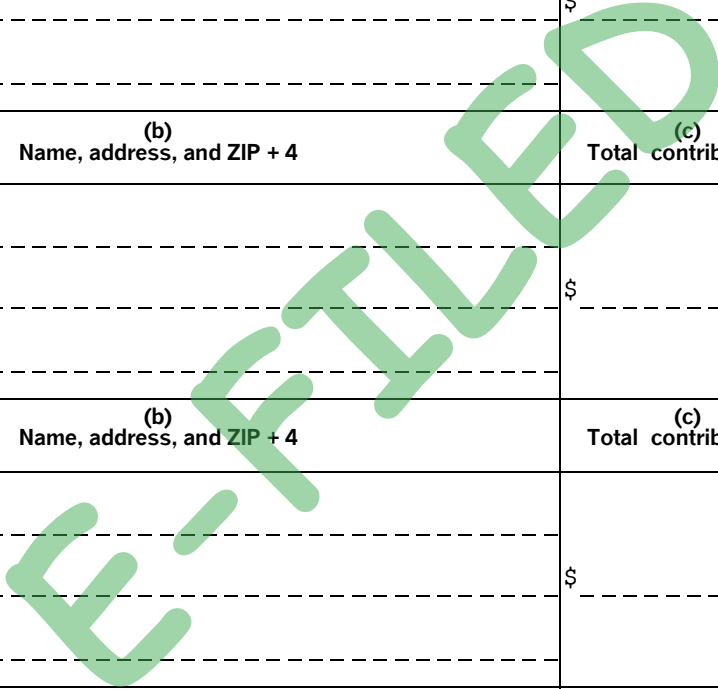 $
(b)
(c)
Name, address, and ZIP + 4
Total contrib
$
(b)
(c)
Name, address, and ZIP + 4
Total contrib
$
E-FILED